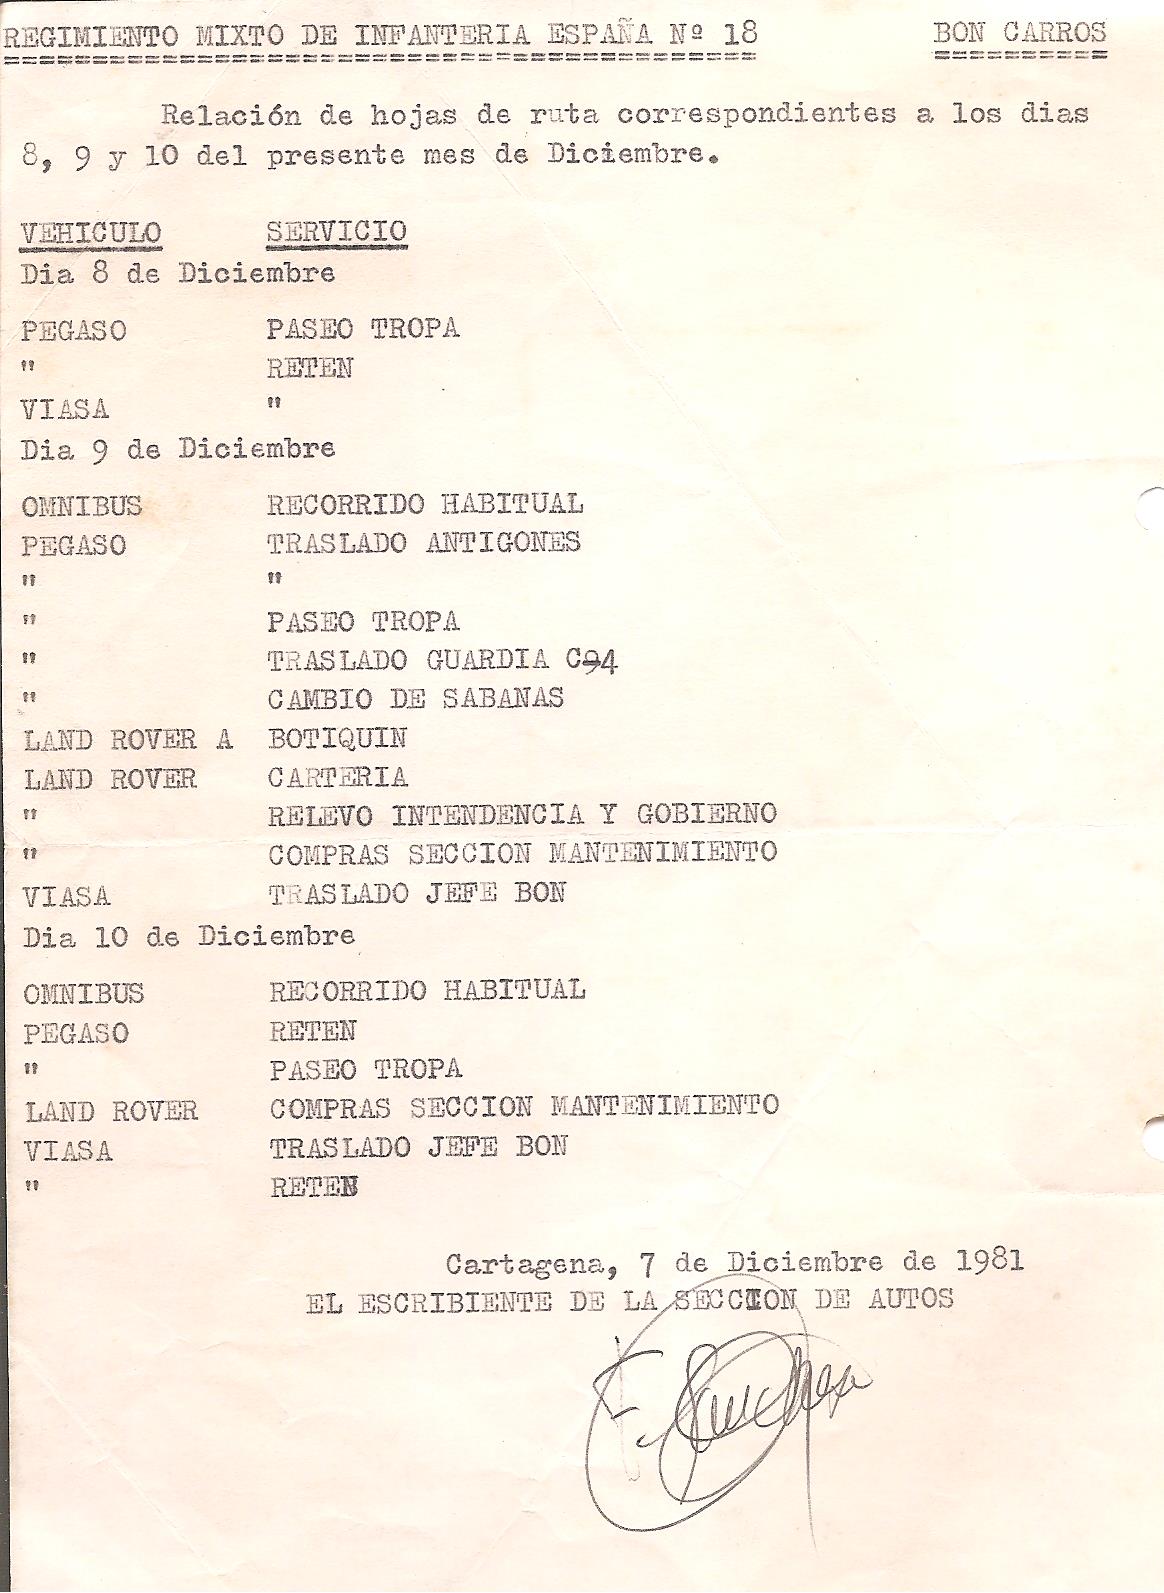 REGIMIENTO MIXTO DE INFANTERIA ESPAÑA Nº 18 BON CARROS
Relación de hojas de ruta correspondientes a los dias
8, 9 y 10 del presente mes de Diciembre.
VEHICULO SERVICIO
Dia 8 de Diciembre
PEGASO PASEO TROPA
" RETEN
VIASA "
Dia 9 de Diciembre
OMNIBUS RECORRIDO HABITUAL
PEGASO TRASLADO ANTIGONES
" "
" PASEO TROPA
" TRASLADO GUARDIA C94
" CAMBIO DE SABANAS
LAND ROVER A BOTIQUIN
LAND ROVER CARTERIA
" RELEVO INTENDENCIA Y GOBIERNO
" COMPRAS SECCION MANTENIMIENTO
VIASA TRASLADO JEFE BON
Dia 10 de Diciembre
OMNIBUS RECORRIDO HABITUAL
PEGASO RETEN
" PASEO TROPA
LAND ROVER COMPRAS SECCION MANTENIMIENTO
VIASA TRASLADO JEFE BON
" RETEN
Cartagena, 7 de Diciembre de 1981
EL ESCRIBIENTE DE LA SECCION DE AUTOS